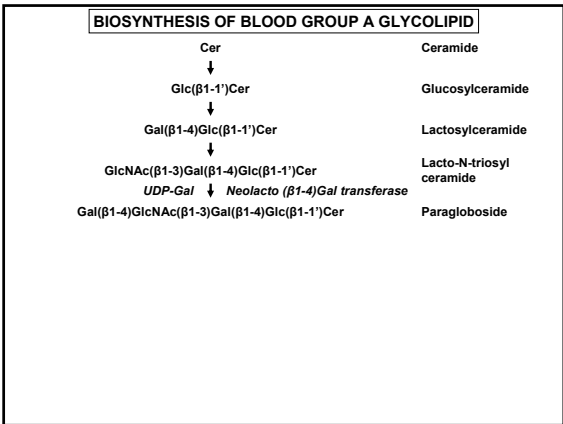 BIOSYNTHESIS OF BLOOD GROUP A GLYCOLIPID
Cer Ceramide
Glc(β1-1')Cer Glucosylceramide
Gal(β1-4)Glc(β1-1')Cer Lactosylceramide
GlcNAc(β1-3)Gal(β1-4)Glc(β1-1')Cer Lacto-N-triosyl
ceramide
UDP-Gal Neolacto (β1-4)Gal transferase
Gal(β1-4)GlcNAc(β1-3)Gal(β1-4)Glc(β1-1')Cer Paragloboside